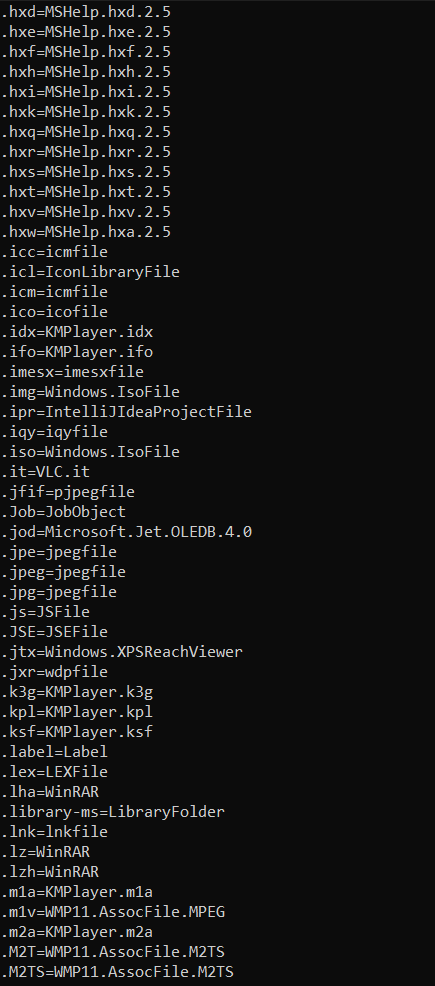 .hxd=MSHelp.hxd.2.5
.hxe=MSHelp.hxe.2.5
.hxf=MSHelp.hxf.2.5
.hxh=MSHelp.hxh.2.5
.hxi=MSHelp.hxi.2.5
.hxk=MSHelp.hxk.2.5
.hxq=MSHelp.hxq.2.5
.hxr=MSHelp.hxr.2.5
.hxs=MSHelp.hxs.2.5
.hxt=MSHelp.hxt.2.5
.hxv=MSHelp.hxv.2.5
.hxw=MSHelp.hxa.2.5
.icc=icmfile
.icl=IconLibraryFile
.icm=icmfile
.ico=icofile
.idx=KMPlayer.idx
.ifo=KMPlayer.ifo
.imesx=imesxfile
.img=Windows.IsoFile
.ipr=IntelliJIdeaProjectFile
.iqy=iqyfile
.iso=Windows.IsoFile
.it=VLC.it
.jfif=pjpegfile
.Job=JobObject
.jod=Microsoft.Jet.OLEDB.4.0
.jpe=jpegfile
.jpeg=jpegfile
.jpg=jpegfile
.js=JSFile
.JSE=JSEFile
.jtx=Windows.XPSReachViewer
.jxr=wdpfile
.k3g=KMPlayer.k3g
.kpl=KMPlayer.kpl
.ksf=KMPlayer.ksf
.label=Label
.lex=LEXFile
.lha=WinRAR
.library-ms=LibraryFolder
.lnk=lnkfile
.lz=WinRAR
.lzh=WinRAR
.m1a=KMPlayer.m1a
.m1v=WMP11.AssocFile.MPEG
.m2a=KMPlayer.m2a
.M2T=WMP11.AssocFile.M2TS
.M2TS=WMP11.AssocFile.M2TS